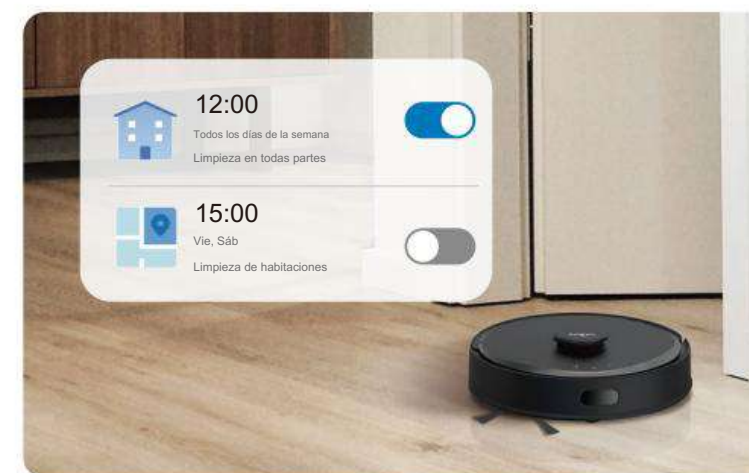 12:00
Todos los días de la semana
Limpieza en todas partes
15:00
Vie, Sáb
Limpieza de habitaciones